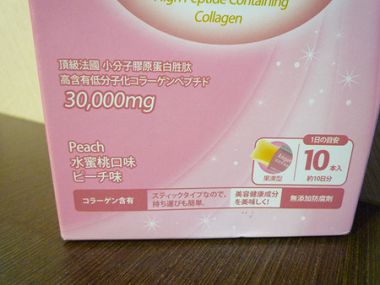 High Peptide Containing
Collagen
頂級法國 小分子膠原蛋白胜肽
高含有低分子化コラーゲンペプチド
30,000mg
Peach
水蜜桃口味
ピーチ味
1日の目安
10本入
約10日分
果凍型
コラーゲン含有
スティックタイプなので、
持ち運びも簡単。
美容健康成分
を美味しく!
無添加防腐劑